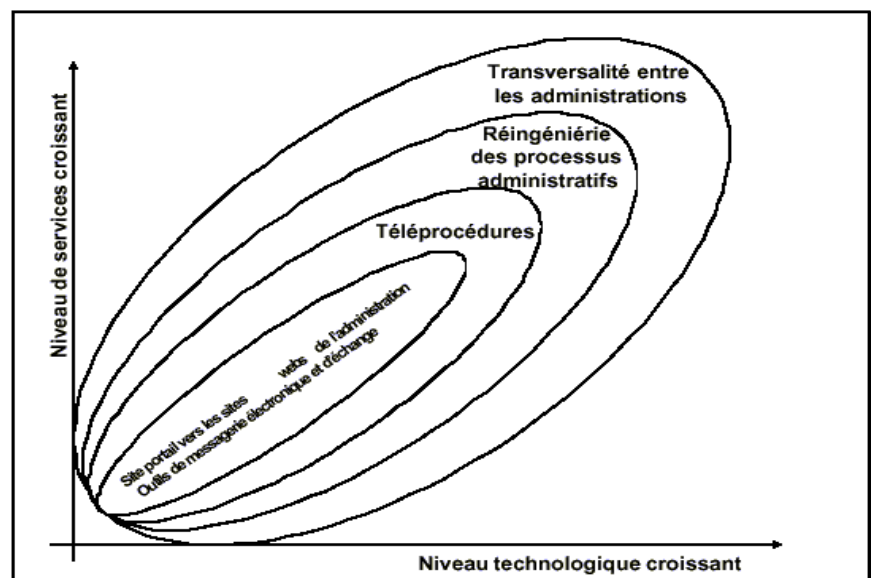 Transversalité entre
les administrations
Réingéniérie
des processus
administratifs
Téléprocédures
Site portail vers les sites webs de l'administration
Outils de messagerie électronique et d'échange
Niveau de services croissant
Niveau technologique croissant